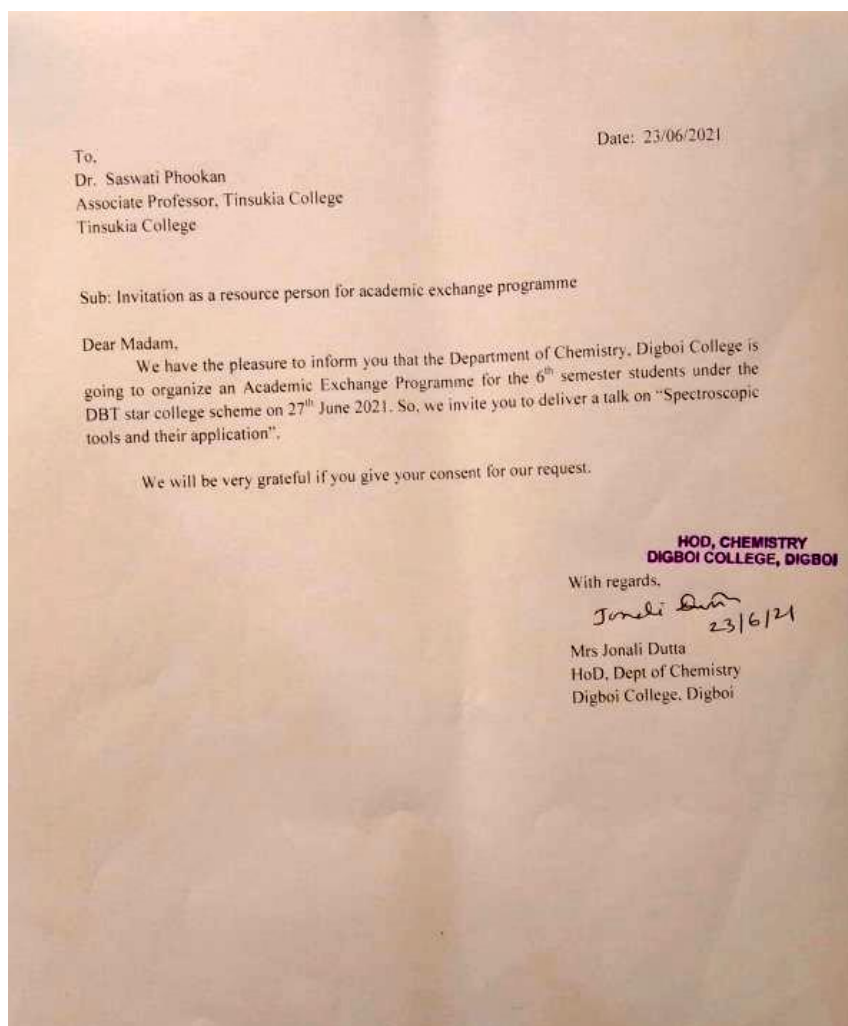 Date: 23/06/2021
To,
Dr. Saswati Phookan
Associate Professor, Tinsukia College
Tinsukia College
Sub: Invitation as a resource person for academic exchange programme
Dear Madam,
We have the pleasure to inform you that the Department of Chemistry, Digboi College is
going to organize an Academic Exchange Programme for the 6th semester students under the
DBT star college scheme on 27th June 2021. So, we invite you to deliver a talk on “Spectroscopic
tools and their application”.
We will be very grateful if you give your consent for our request.
HOD, CHEMISTRY
DIGBOI COLLEGE, DIGBOI
With regards,
Jonali Dutta
23/6/21
Mrs Jonali Dutta
HoD, Dept of Chemistry
Digboi College, Digboi